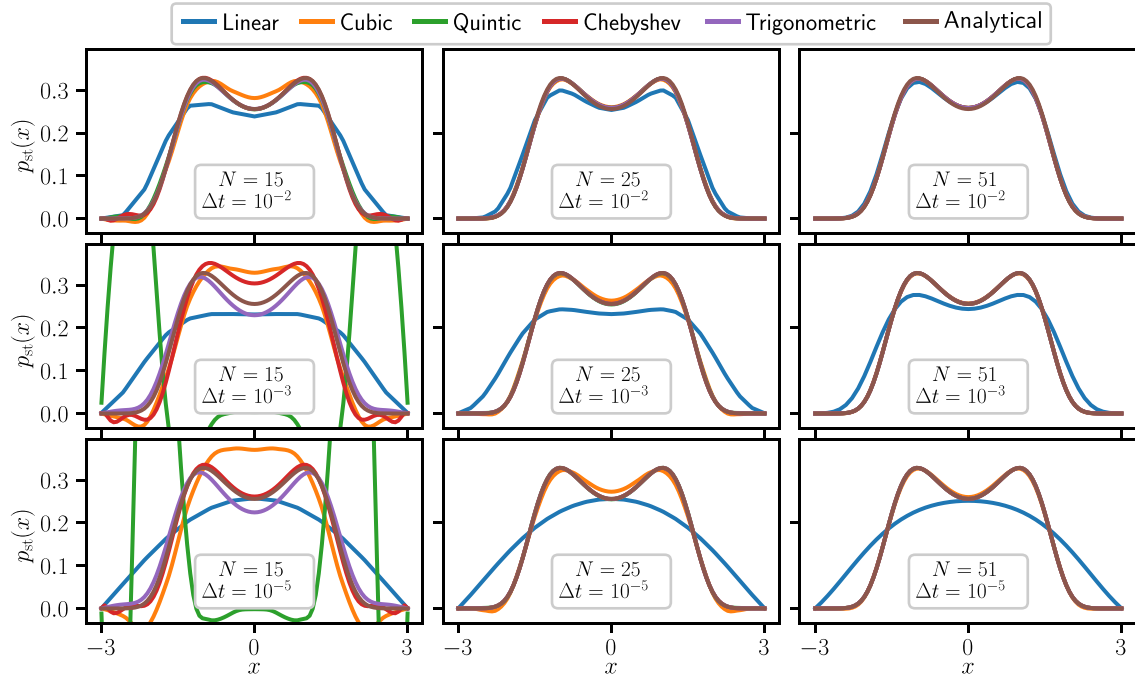 Linear Cubic Quintic Chebyshev Trigonometric Analytical
0.3
0.2
0.1
0.0
p_st(x)
N = 15
Δt = 10⁻²
N = 25
Δt = 10⁻²
N = 51
Δt = 10⁻²
0.3
0.2
0.1
0.0
p_st(x)
N = 15
Δt = 10⁻³
N = 25
Δt = 10⁻³
N = 51
Δt = 10⁻³
0.3
0.2
0.1
0.0
p_st(x)
N = 15
Δt = 10⁻⁵
N = 25
Δt = 10⁻⁵
N = 51
Δt = 10⁻⁵
−3 0 3
x
−3 0 3
x
−3 0 3
x